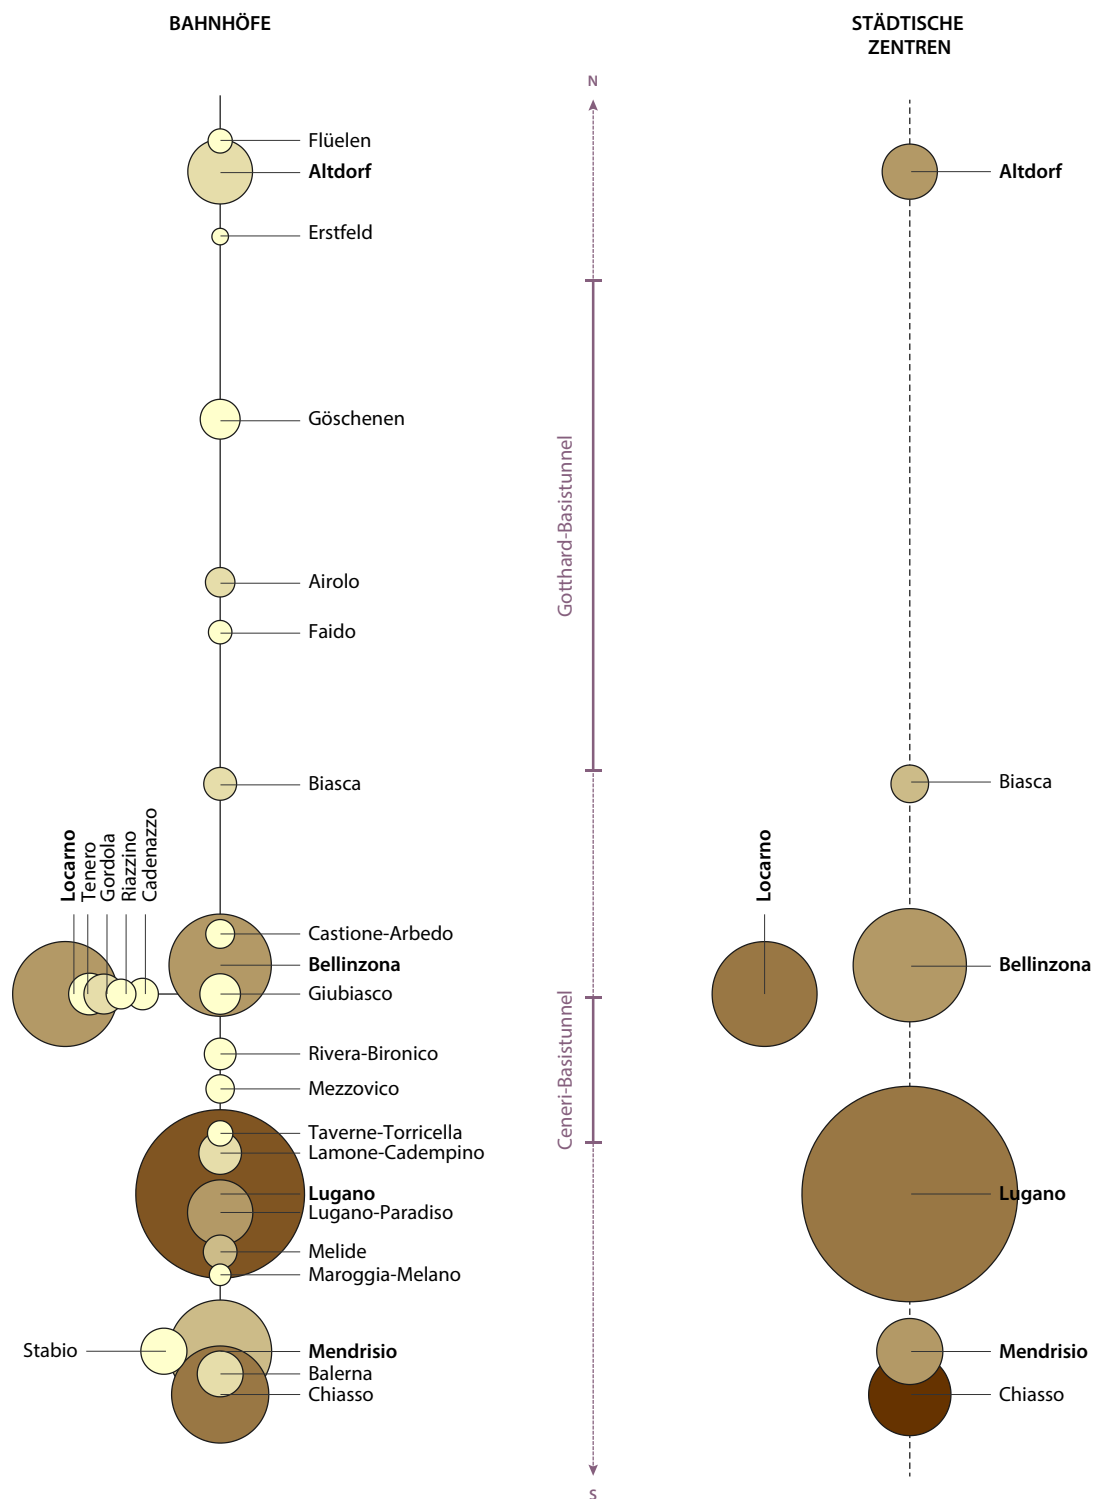 BAHNHÖFE
STÄDTISCHE
ZENTREN
N
Flüelen
Altdorf
Erstfeld
Göschenen
Airolo
Faido
Biasca
Locarno
Tenero
Gordola
Riazzino
Cadenazzo
Castione-Arbedo
Bellinzona
Giubiasco
Rivera-Bironico
Mezzovico
Taverne-Torricella
Lamone-Cadempino
Lugano
Lugano-Paradiso
Melide
Maroggia-Melano
Stabio
Mendrisio
Balerna
Chiasso
Gotthard-Basistunnel
Ceneri-Basistunnel
S
Altdorf
Biasca
Locarno
Bellinzona
Lugano
Mendrisio
Chiasso